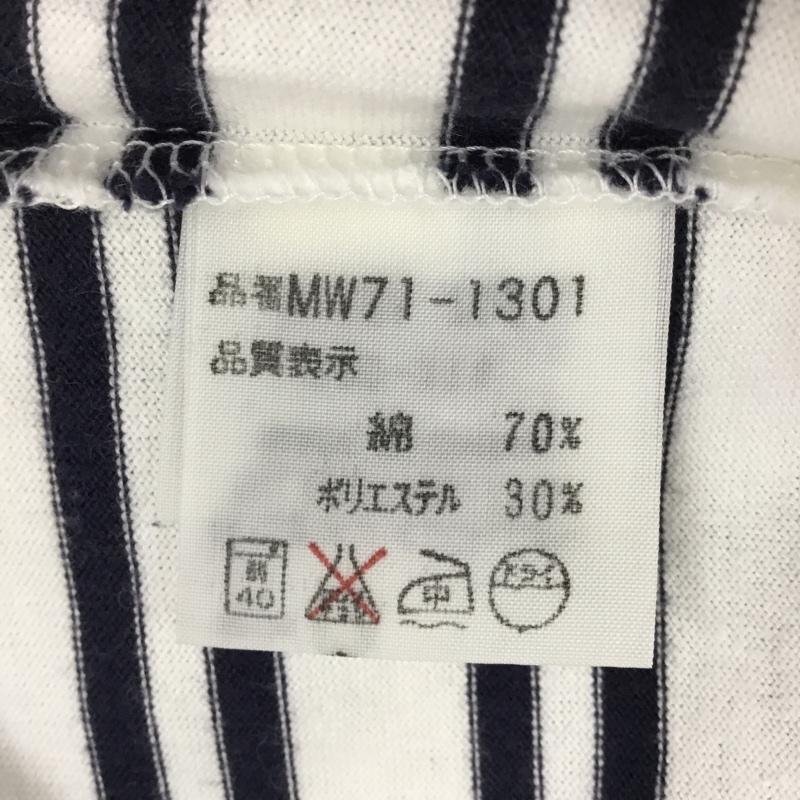 品番MW71-1301
品質表示
綿 70%
ポリエステル 30%
弱 40 中 ドライ